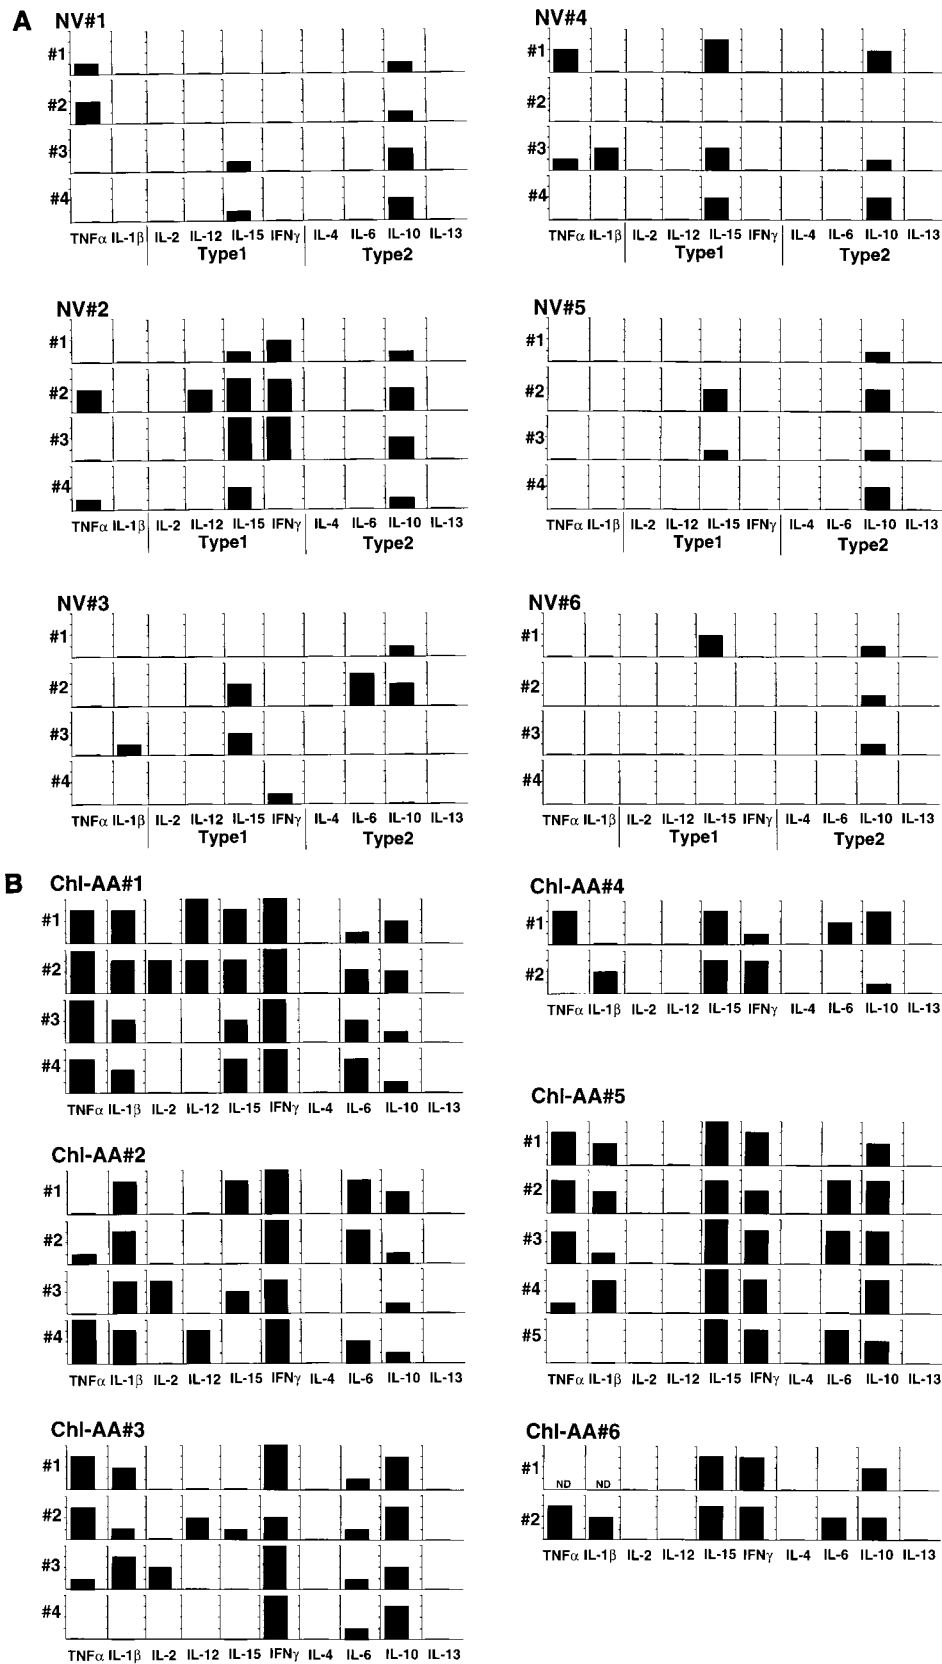 A
NV#1
#1
#2
#3
#4
TNFα IL-1β IL-2 IL-12 IL-15 IFNγ IL-4 IL-6 IL-10 IL-13
Type1 Type2
NV#4
#1
#2
#3
#4
TNFα IL-1β IL-2 IL-12 IL-15 IFNγ IL-4 IL-6 IL-10 IL-13
Type1 Type2
NV#2
#1
#2
#3
#4
TNFα IL-1β IL-2 IL-12 IL-15 IFNγ IL-4 IL-6 IL-10 IL-13
Type1 Type2
NV#5
#1
#2
#3
#4
TNFα IL-1β IL-2 IL-12 IL-15 IFNγ IL-4 IL-6 IL-10 IL-13
Type1 Type2
NV#3
#1
#2
#3
#4
TNFα IL-1β IL-2 IL-12 IL-15 IFNγ IL-4 IL-6 IL-10 IL-13
Type1 Type2
NV#6
#1
#2
#3
#4
TNFα IL-1β IL-2 IL-12 IL-15 IFNγ IL-4 IL-6 IL-10 IL-13
Type1 Type2
B
Chl-AA#1
#1
#2
#3
#4
TNFα IL-1β IL-2 IL-12 IL-15 IFNγ IL-4 IL-6 IL-10 IL-13
Chl-AA#4
#1
#2
TNFα IL-1β IL-2 IL-12 IL-15 IFNγ IL-4 IL-6 IL-10 IL-13
Chl-AA#2
#1
#2
#3
#4
TNFα IL-1β IL-2 IL-12 IL-15 IFNγ IL-4 IL-6 IL-10 IL-13
Chl-AA#5
#1
#2
#3
#4
#5
TNFα IL-1β IL-2 IL-12 IL-15 IFNγ IL-4 IL-6 IL-10 IL-13
Chl-AA#3
#1
#2
#3
#4
TNFα IL-1β IL-2 IL-12 IL-15 IFNγ IL-4 IL-6 IL-10 IL-13
Chl-AA#6
#1
ND ND
#2
TNFα IL-1β IL-2 IL-12 IL-15 IFNγ IL-4 IL-6 IL-10 IL-13